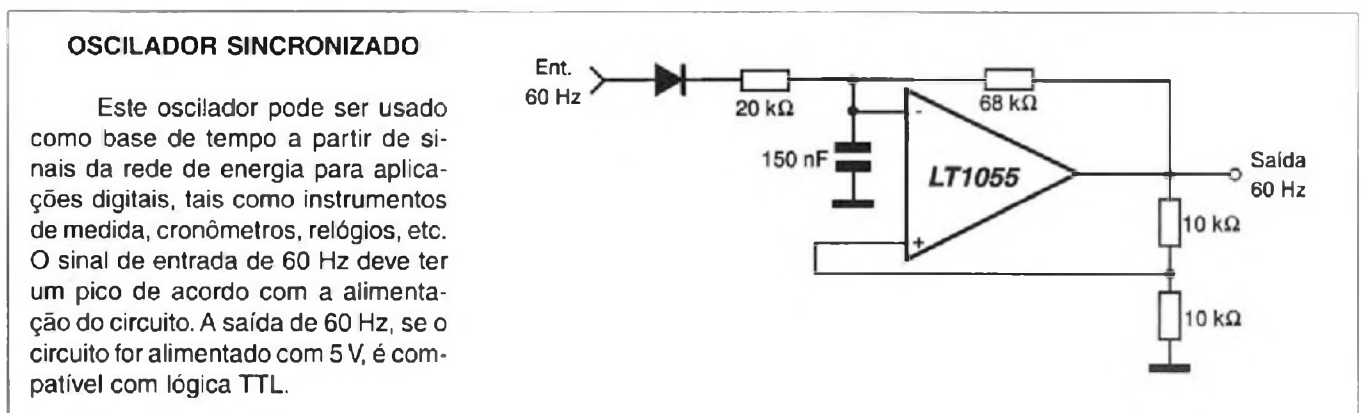 OSCILADOR SINCRONIZADO
Este oscilador pode ser usado
como base de tempo a partir de si-
nais da rede de energia para aplica-
ções digitais, tais como instrumentos
de medida, cronômetros, relógios, etc.
O sinal de entrada de 60 Hz deve ter
um pico de acordo com a alimenta-
ção do circuito. A saída de 60 Hz, se o
circuito for alimentado com 5 V, é com-
patível com lógica TTL.
Ent.
60 Hz
20 kΩ
68 kΩ
150 nF
-
LT1055
+
Saída
60 Hz
10 kΩ
10 kΩ